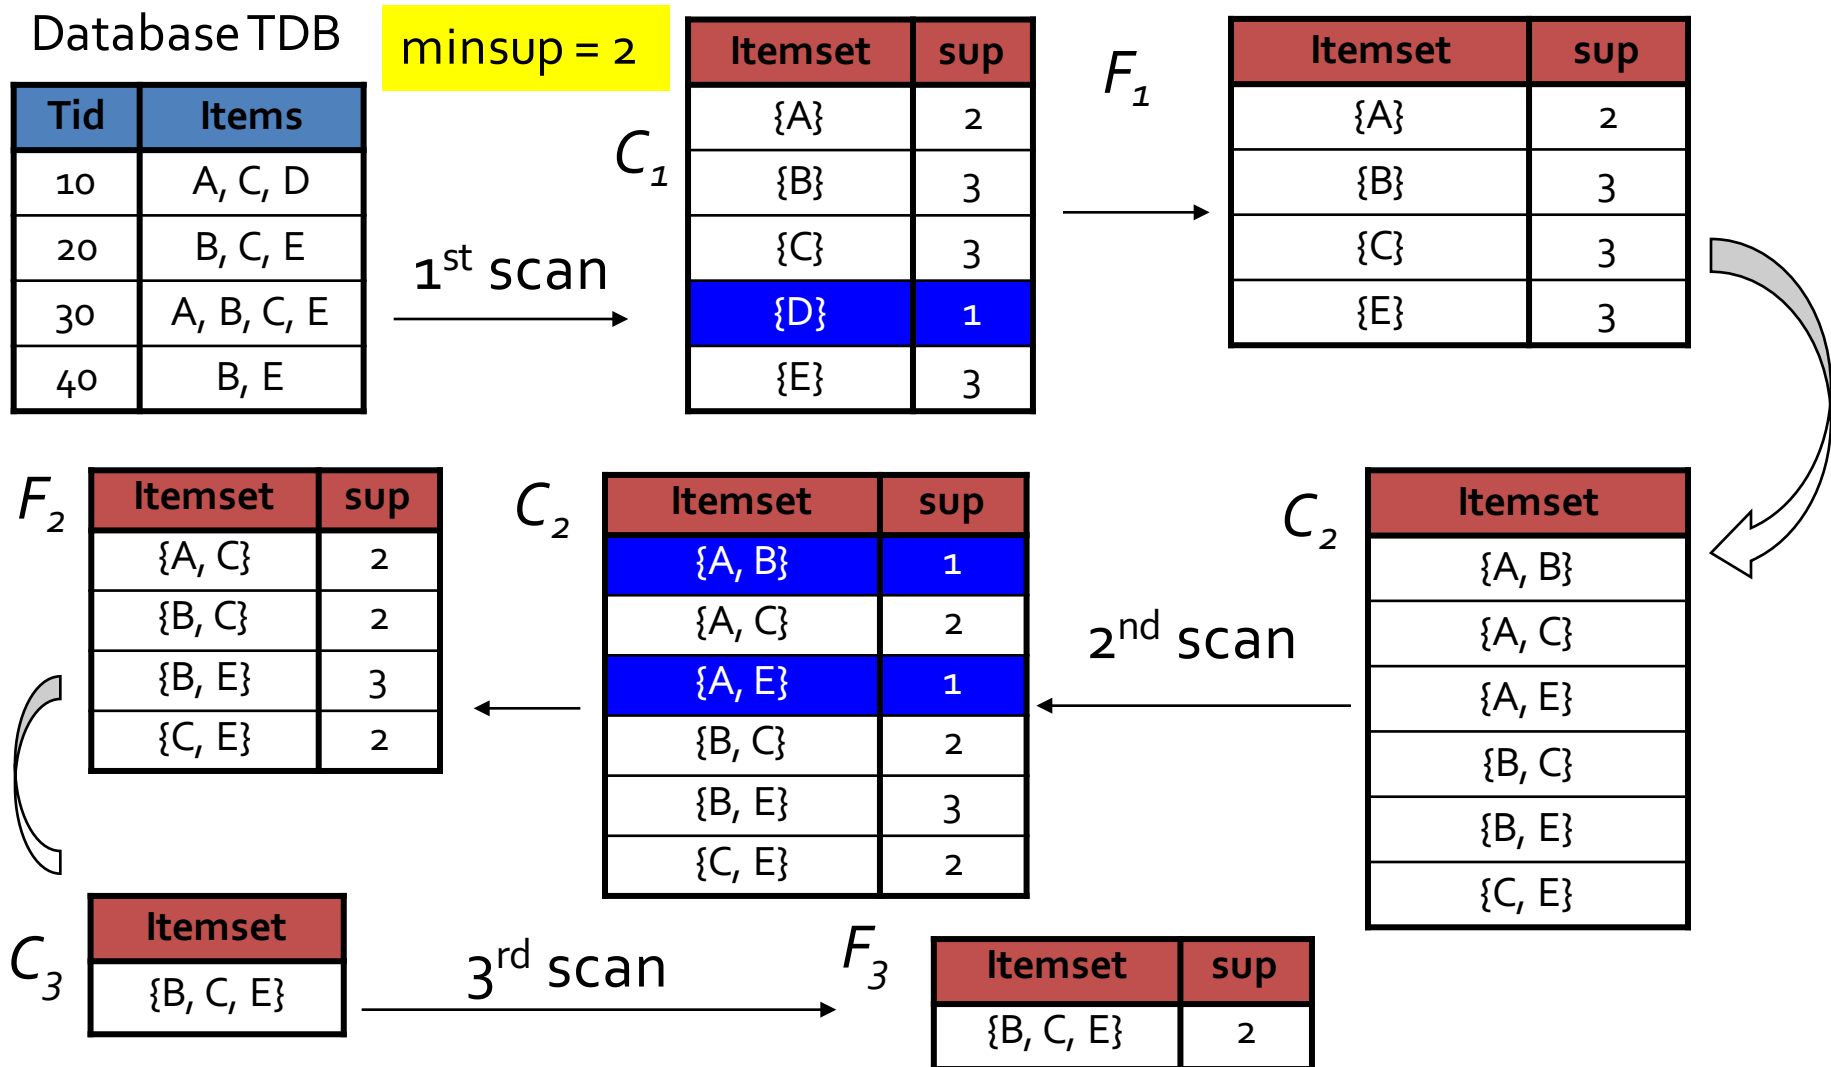 Database TDB
minsup = 2
Tid Items
10 A, C, D
20 B, C, E
30 A, B, C, E
40 B, E
1st scan
C1
Itemset sup
{A} 2
{B} 3
{C} 3
{D} 1
{E} 3
F1
Itemset sup
{A} 2
{B} 3
{C} 3
{E} 3
C2
Itemset
{A, B}
{A, C}
{A, E}
{B, C}
{B, E}
{C, E}
2nd scan
C2
Itemset sup
{A, B} 1
{A, C} 2
{A, E} 1
{B, C} 2
{B, E} 3
{C, E} 2
F2
Itemset sup
{A, C} 2
{B, C} 2
{B, E} 3
{C, E} 2
C3
Itemset
{B, C, E}
3rd scan
F3
Itemset sup
{B, C, E} 2